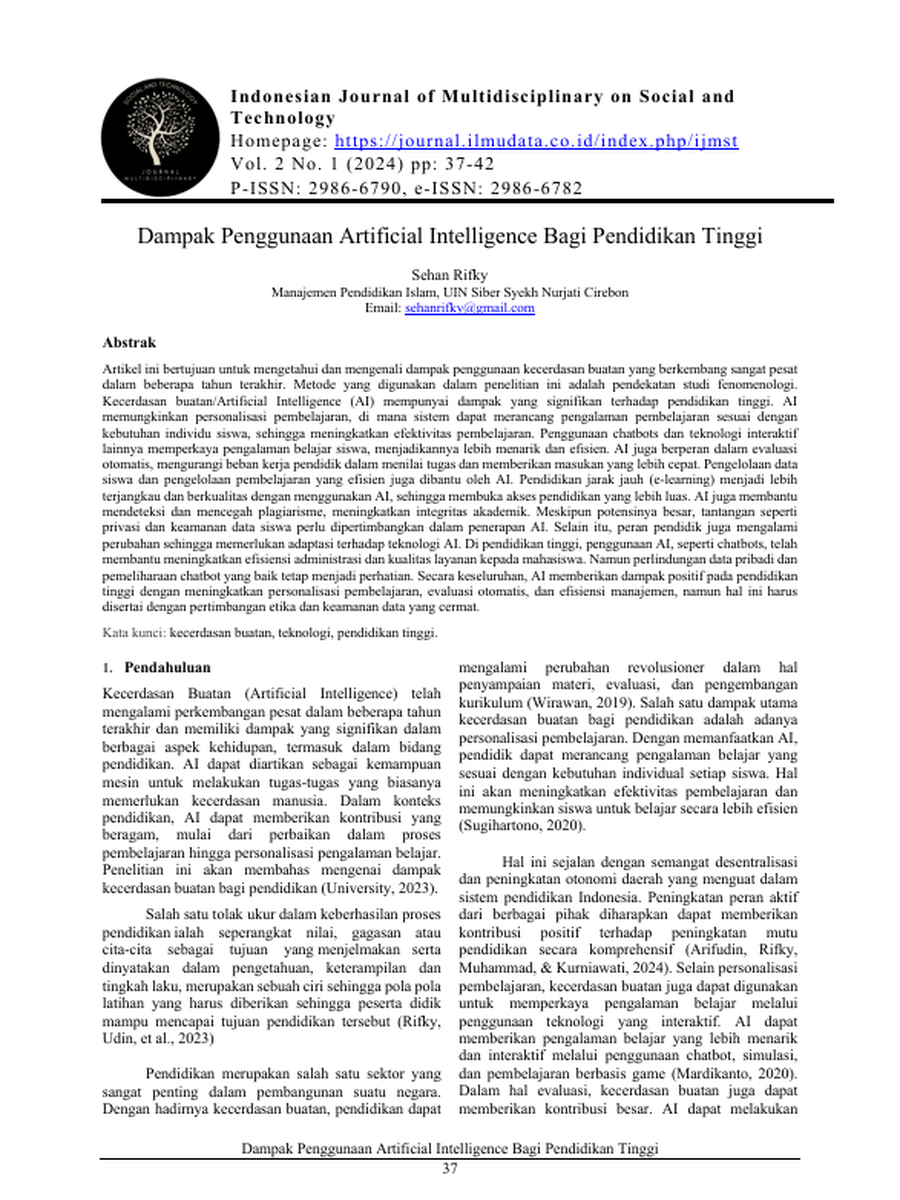 SOCIAL AND TECHNOLOGY
JOURNAL
MULTIDISCIPLINARY
Indonesian Journal of Multidisciplinary on Social and
Technology
Homepage: https://journal.ilmudata.co.id/index.php/ijmst
Vol. 2 No. 1 (2024) pp: 37-42
P-ISSN: 2986-6790, e-ISSN: 2986-6782
Dampak Penggunaan Artificial Intelligence Bagi Pendidikan Tinggi
Sehan Rifky
Manajemen Pendidikan Islam, UIN Siber Syekh Nurjati Cirebon
Email: sehanrifky@gmail.com
Abstrak
Artikel ini bertujuan untuk mengetahui dan mengenali dampak penggunaan kecerdasan buatan yang berkembang sangat pesat
dalam beberapa tahun terakhir. Metode yang digunakan dalam penelitian ini adalah pendekatan studi fenomenologi.
Kecerdasan buatan/Artificial Intelligence (AI) mempunyai dampak yang signifikan terhadap pendidikan tinggi. AI
memungkinkan personalisasi pembelajaran, di mana sistem dapat merancang pengalaman pembelajaran sesuai dengan
kebutuhan individu siswa, sehingga meningkatkan efektivitas pembelajaran. Penggunaan chatbots dan teknologi interaktif
lainnya memperkaya pengalaman belajar siswa, menjadikannya lebih menarik dan efisien. AI juga berperan dalam evaluasi
otomatis, mengurangi beban kerja pendidik dalam menilai tugas dan memberikan masukan yang lebih cepat. Pengelolaan data
siswa dan pengelolaan pembelajaran yang efisien juga dibantu oleh AI. Pendidikan jarak jauh (e-learning) menjadi lebih
terjangkau dan berkualitas dengan menggunakan AI, sehingga membuka akses pendidikan yang lebih luas. AI juga membantu
mendeteksi dan mencegah plagiarisme, meningkatkan integritas akademik. Meskipun potensinya besar, tantangan seperti
privasi dan keamanan data siswa perlu dipertimbangkan dalam penerapan AI. Selain itu, peran pendidik juga mengalami
perubahan sehingga memerlukan adaptasi terhadap teknologi AI. Di pendidikan tinggi, penggunaan AI, seperti chatbots, telah
membantu meningkatkan efisiensi administrasi dan kualitas layanan kepada mahasiswa. Namun perlindungan data pribadi dan
pemeliharaan chatbot yang baik tetap menjadi perhatian. Secara keseluruhan, AI memberikan dampak positif pada pendidikan
tinggi dengan meningkatkan personalisasi pembelajaran, evaluasi otomatis, dan efisiensi manajemen, namun hal ini harus
disertai dengan pertimbangan etika dan keamanan data yang cermat.
Kata kunci: kecerdasan buatan, teknologi, pendidikan tinggi.
1. Pendahuluan
Kecerdasan Buatan (Artificial Intelligence) telah
mengalami perkembangan pesat dalam beberapa tahun
terakhir dan memiliki dampak yang signifikan dalam
berbagai aspek kehidupan, termasuk dalam bidang
pendidikan. AI dapat diartikan sebagai kemampuan
mesin untuk melakukan tugas-tugas yang biasanya
memerlukan kecerdasan manusia. Dalam konteks
pendidikan, AI dapat memberikan kontribusi yang
beragam, mulai dari perbaikan dalam proses
pembelajaran hingga personalisasi pengalaman belajar.
Penelitian ini akan membahas mengenai dampak
kecerdasan buatan bagi pendidikan (University, 2023).
Salah satu tolak ukur dalam keberhasilan proses
pendidikan ialah seperangkat nilai, gagasan atau
cita-cita sebagai tujuan yang menjelmakan serta
dinyatakan dalam pengetahuan, keterampilan dan
tingkah laku, merupakan sebuah ciri sehingga pola pola
latihan yang harus diberikan sehingga peserta didik
mampu mencapai tujuan pendidikan tersebut (Rifky,
Udin, et al., 2023)
Pendidikan merupakan salah satu sektor yang
sangat penting dalam pembangunan suatu negara.
Dengan hadirnya kecerdasan buatan, pendidikan dapat
mengalami perubahan revolusioner dalam hal
penyampaian materi, evaluasi, dan pengembangan
kurikulum (Wirawan, 2019). Salah satu dampak utama
kecerdasan buatan bagi pendidikan adalah adanya
personalisasi pembelajaran. Dengan memanfaatkan AI,
pendidik dapat merancang pengalaman belajar yang
sesuai dengan kebutuhan individual setiap siswa. Hal
ini akan meningkatkan efektivitas pembelajaran dan
memungkinkan siswa untuk belajar secara lebih efisien
(Sugihartono, 2020).
Hal ini sejalan dengan semangat desentralisasi
dan peningkatan otonomi daerah yang menguat dalam
sistem pendidikan Indonesia. Peningkatan peran aktif
dari berbagai pihak diharapkan dapat memberikan
kontribusi positif terhadap peningkatan mutu
pendidikan secara komprehensif (Arifudin, Rifky,
Muhammad, & Kurniawati, 2024). Selain personalisasi
pembelajaran, kecerdasan buatan juga dapat digunakan
untuk memperkaya pengalaman belajar melalui
penggunaan teknologi yang interaktif. AI dapat
memberikan pengalaman belajar yang lebih menarik
dan interaktif melalui penggunaan chatbot, simulasi,
dan pembelajaran berbasis game (Mardikanto, 2020).
Dalam hal evaluasi, kecerdasan buatan juga dapat
memberikan kontribusi besar. AI dapat melakukan
Dampak Penggunaan Artificial Intelligence Bagi Pendidikan Tinggi
37